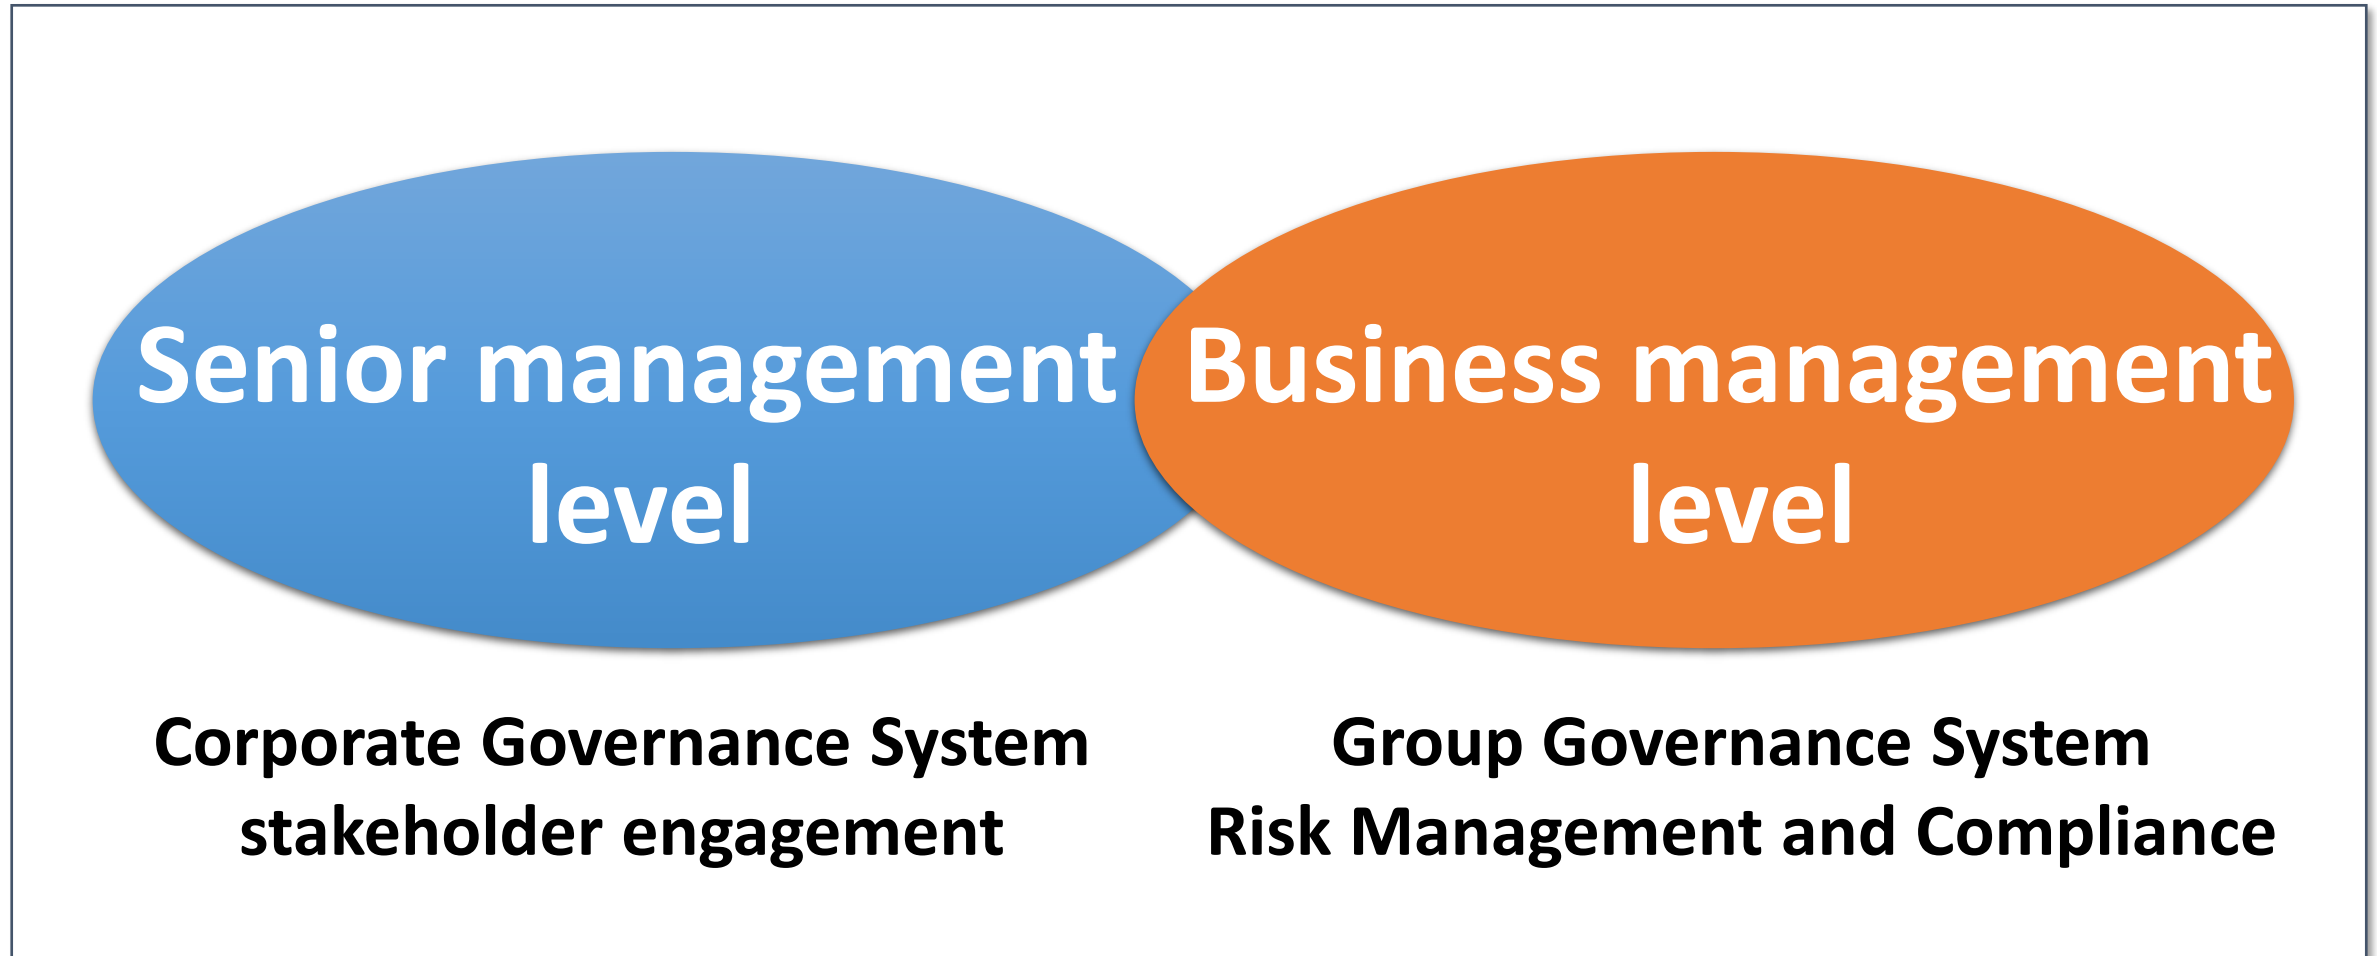 Senior management
level
Business management
level
Corporate Governance System
stakeholder engagement
Group Governance System
Risk Management and Compliance